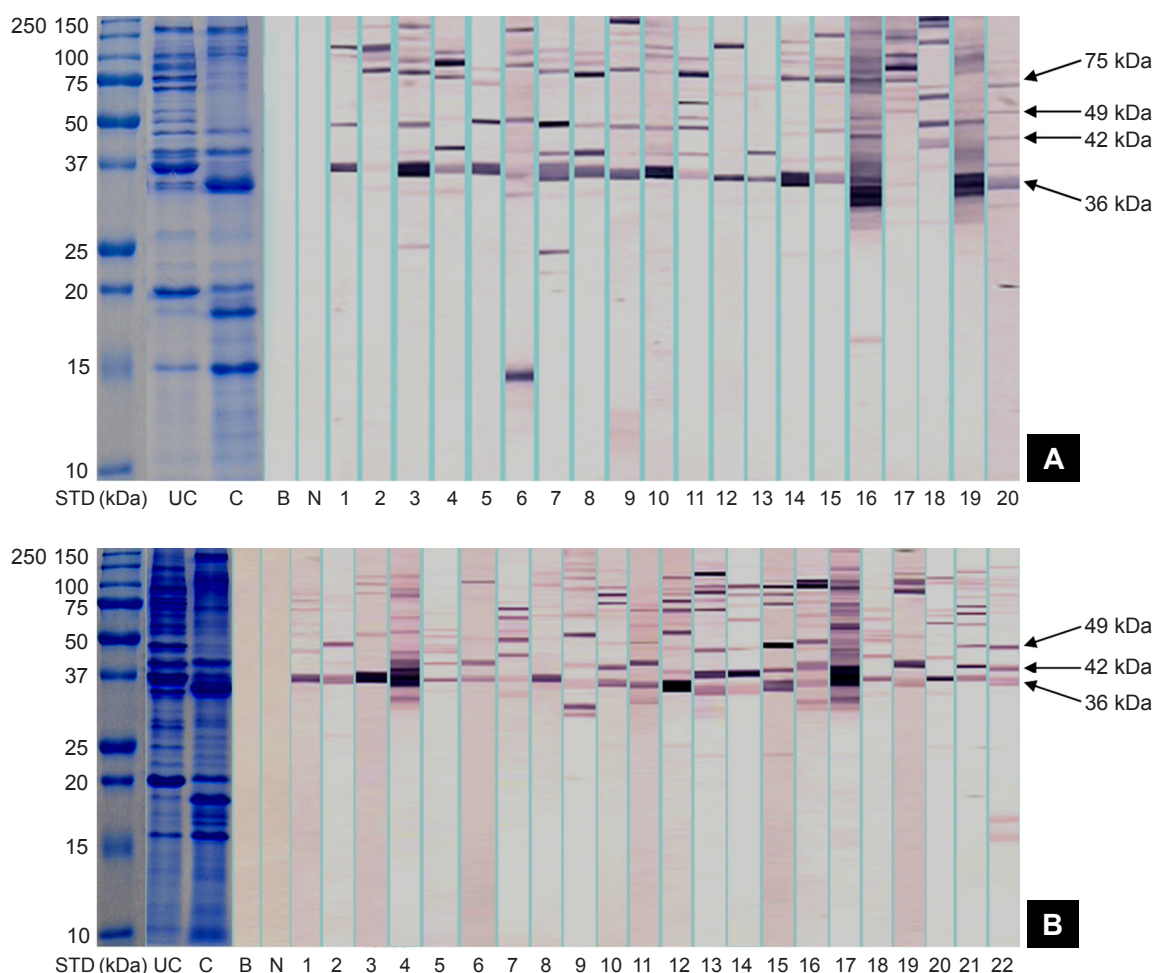 250 150
100
75
50
37
25
20
15
10
75 kDa
49 kDa
42 kDa
36 kDa
A
STD (kDa) UC C B N 1 2 3 4 5 6 7 8 9 10 11 12 13 14 15 16 17 18 19 20
250 150
100
75
50
37
25
20
15
10
49 kDa
42 kDa
36 kDa
B
STD (kDa) UC C B N 1 2 3 4 5 6 7 8 9 10 11 12 13 14 15 16 17 18 19 20 21 22